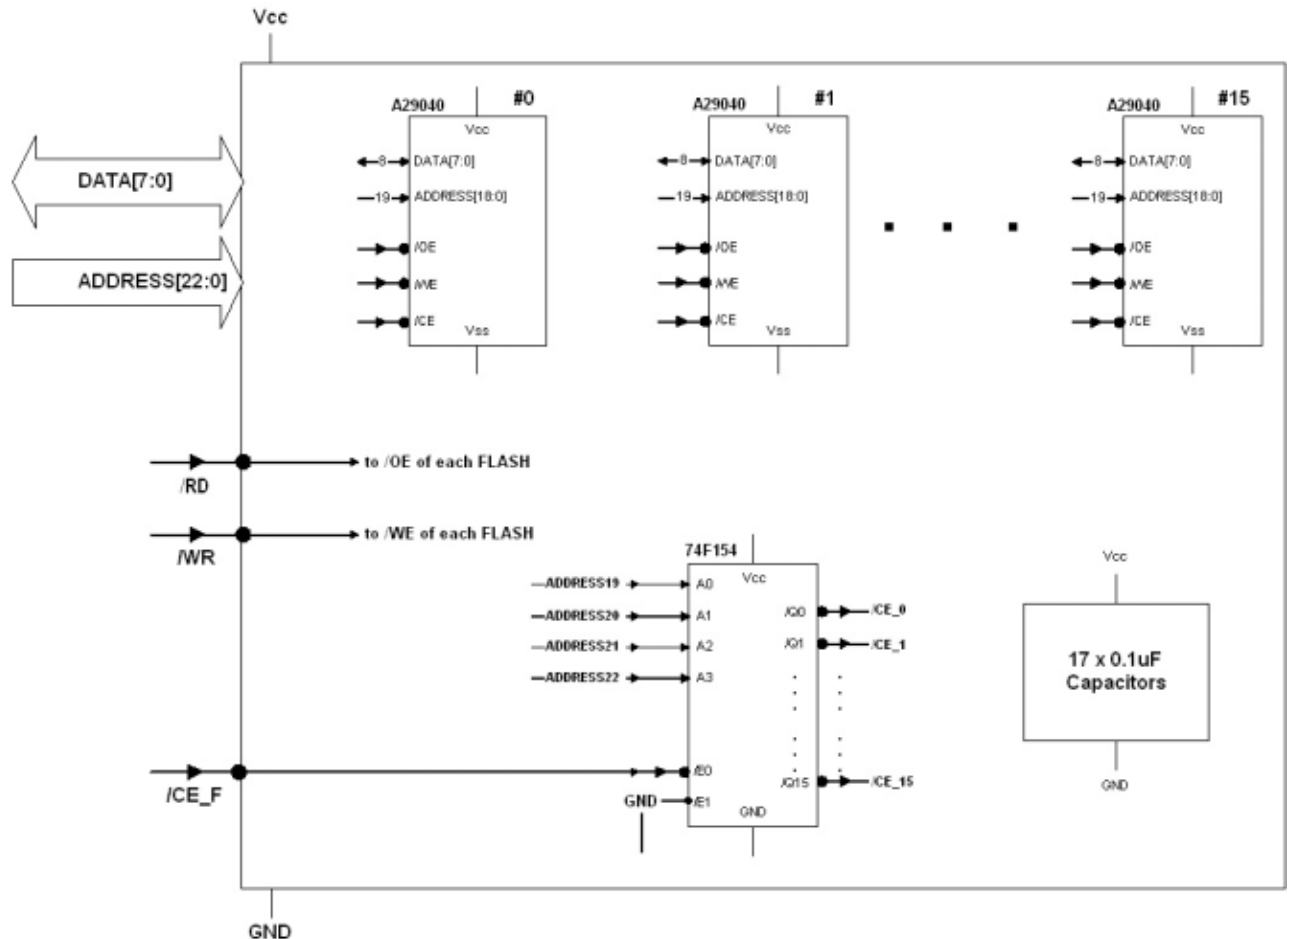 Vcc
A29040 #0
Vcc
8 DATA[7:0]
19 ADDRESS[18:0]
/OE
/WE
/CE
Vss
A29040 #1
Vcc
8 DATA[7:0]
19 ADDRESS[18:0]
/OE
/WE
/CE
Vss
A29040 #15
Vcc
8 DATA[7:0]
19 ADDRESS[18:0]
/OE
/WE
/CE
Vss
DATA[7:0]
ADDRESS[22:0]
/RD
to /OE of each FLASH
/WR
to /WE of each FLASH
74F154
Vcc
ADDRESS19 A0
ADDRESS20 A1
ADDRESS21 A2
ADDRESS22 A3
/Q0 /CE_0
/Q1 /CE_1
/Q15 /CE_15
/CE_F
/E0
GND /E1
GND
Vcc
17 x 0.1uF
Capacitors
GND
GND